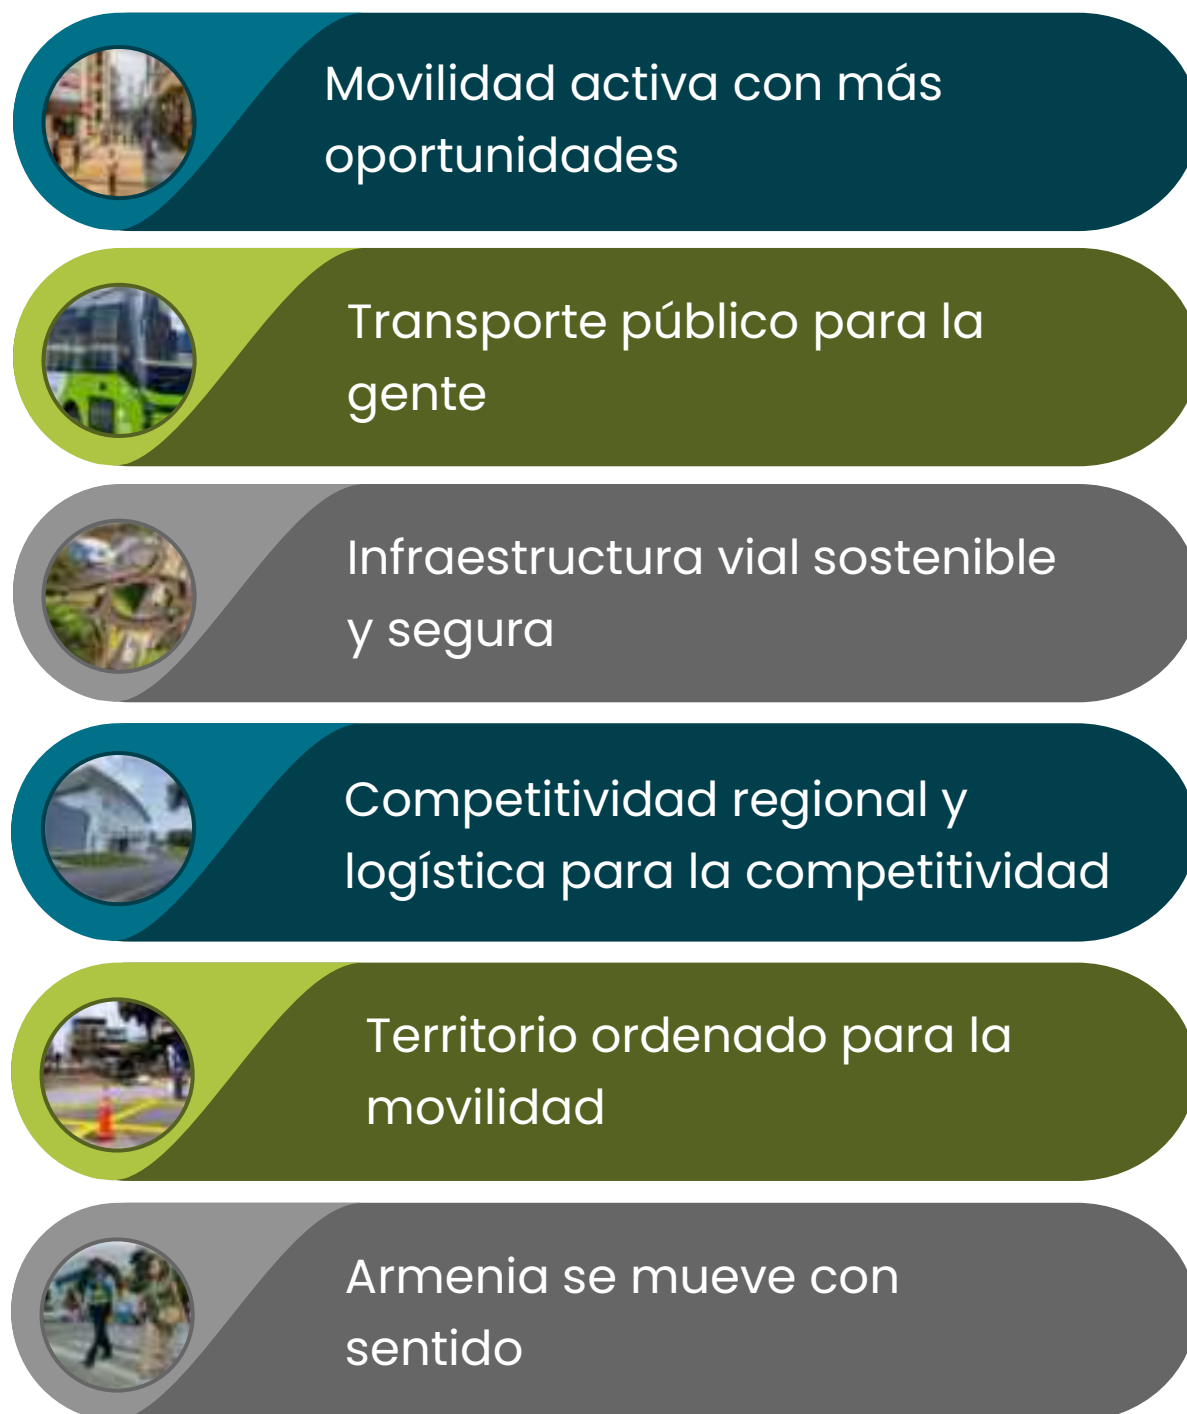 Movilidad activa con más
oportunidades
Transporte público para la
gente
Infraestructura vial sostenible
y segura
Competitividad regional y
logística para la competitividad
Territorio ordenado para la
movilidad
Armenia se mueve con
sentido